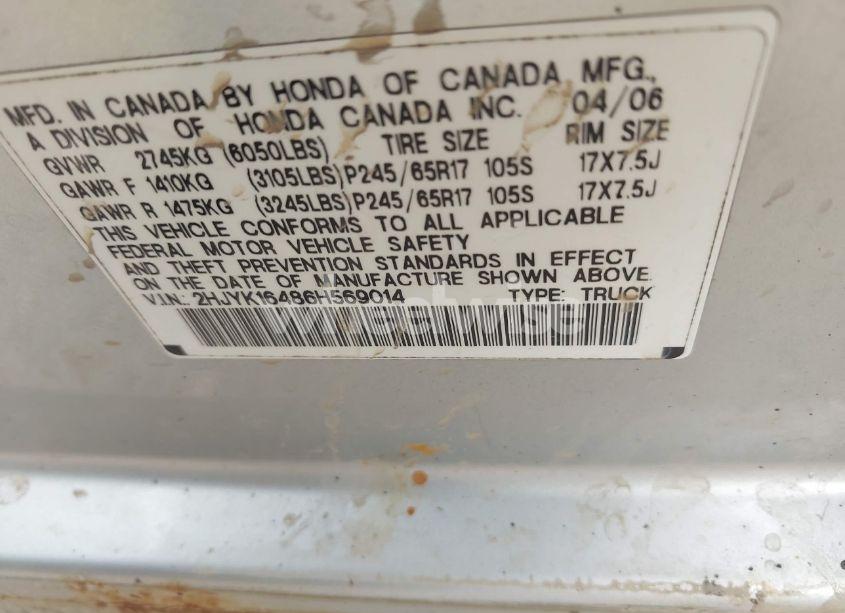 MFD. IN CANADA BY HONDA OF CANADA MFG.,
A DIVISION OF HONDA CANADA INC. 04/06
GVWR 2745KG (6050LBS) TIRE SIZE RIM SIZE
GAWR F 1410KG (3105LBS) P245/65R17 105S 17X7.5J
GAWR R 1475KG (3245LBS) P245/65R17 105S 17X7.5J
THIS VEHICLE CONFORMS TO ALL APPLICABLE
FEDERAL MOTOR VEHICLE SAFETY
AND THEFT PREVENTION STANDARDS IN EFFECT
ON THE DATE OF MANUFACTURE SHOWN ABOVE.
V.I.N.: 2HJYK16486H569014 TYPE: TRUCK
wheelwise